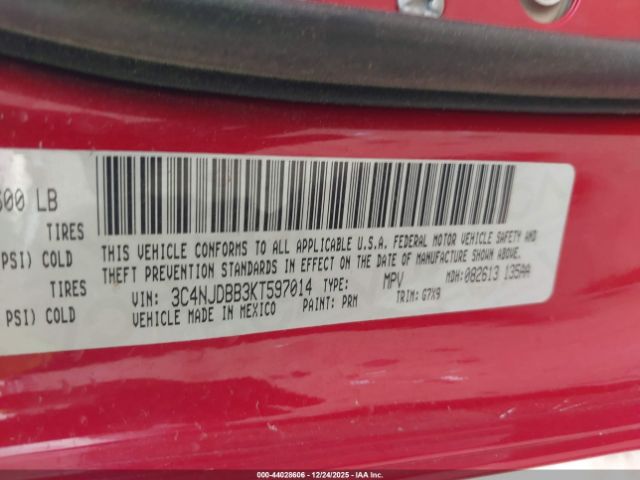 600 LB
TIRES
PSI) COLD
TIRES
PSI) COLD
THIS VEHICLE CONFORMS TO ALL APPLICABLE U.S.A. FEDERAL MOTOR VEHICLE SAFETY AND
THEFT PREVENTION STANDARDS IN EFFECT ON THE DATE OF MANUFACTURE SHOWN ABOVE.
VIN: 3C4NJDBB3KT597014 TYPE: MPV MDH:082613 135AA
VEHICLE MADE IN MEXICO PAINT: PRM TRIM: G7X9
000-44028606 - 12/24/2025 - IAA Inc.